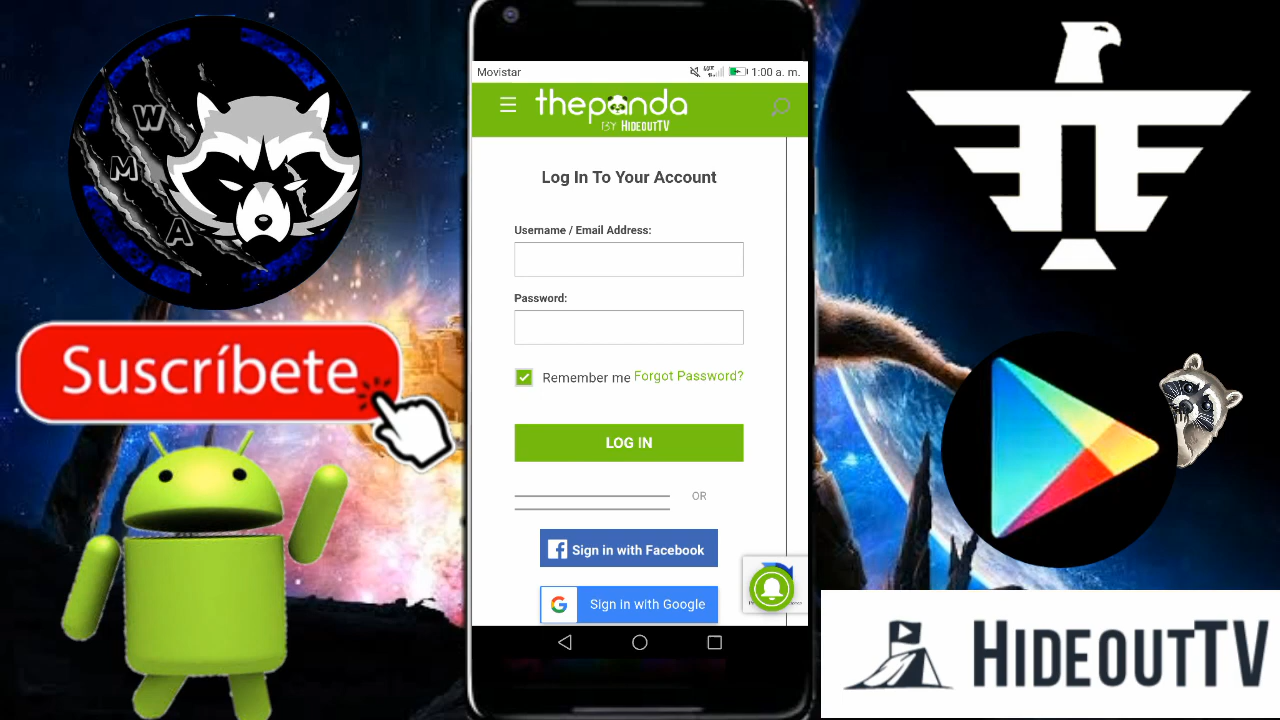 W
M
A
Suscríbete
Movistar
1:00 a. m.
thepanda
BY HIDEOUTTV
Log In To Your Account
Username / Email Address:
Password:
Remember me Forgot Password?
LOG IN
OR
Sign in with Facebook
Sign in with Google
HIDEOUTTV